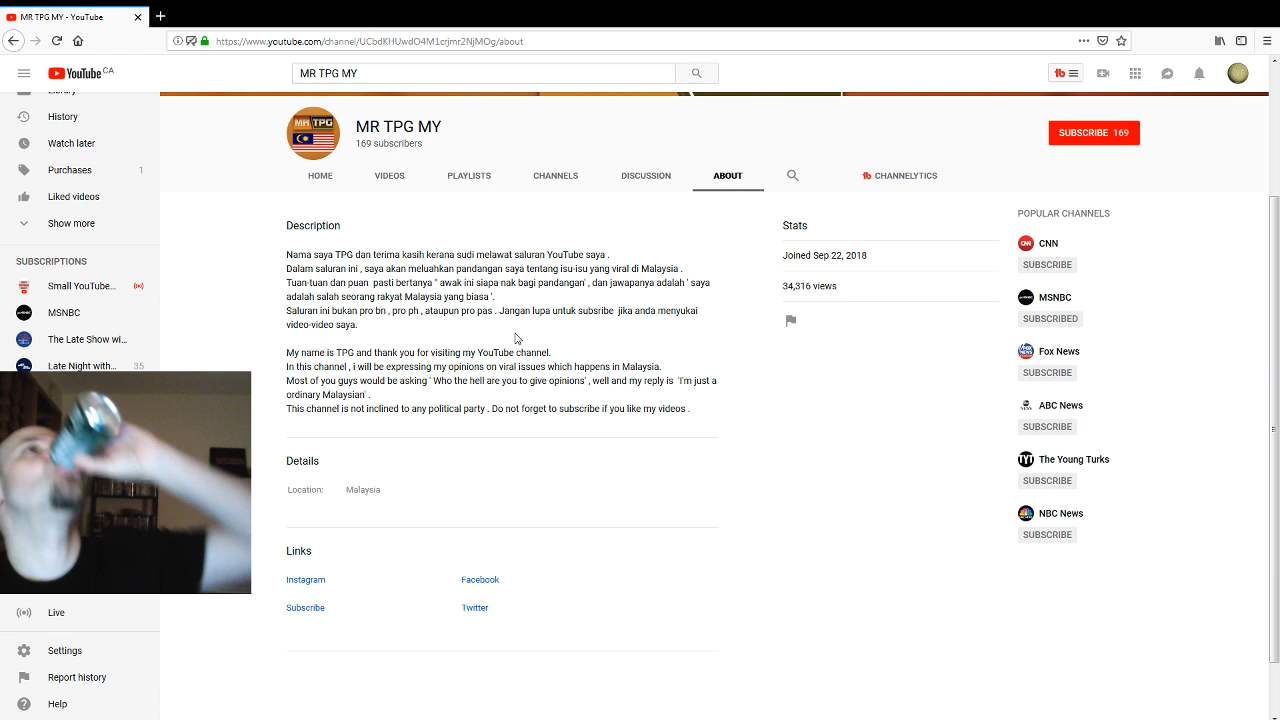 MR TPG MY - YouTube
https://www.youtube.com/channel/UCbdKHUwdO4M1crjmr2NjMOg/about
YouTube CA
MR TPG MY
Library
History
Watch later
Purchases 1
Liked videos
Show more
SUBSCRIPTIONS
Small YouTube...
MSNBC
The Late Show wi...
Late Night with... 35
Live
Settings
Report history
Help
MR TPG
MR TPG MY
169 subscribers
SUBSCRIBE 169
HOME VIDEOS PLAYLISTS CHANNELS DISCUSSION ABOUT CHANNELYTICS
Description
Nama saya TPG dan terima kasih kerana sudi melawat saluran YouTube saya .
Dalam saluran ini , saya akan meluahkan pandangan saya tentang isu-isu yang viral di Malaysia .
Tuan-tuan dan puan pasti bertanya " awak ini siapa nak bagi pandangan' , dan jawapanya adalah ' saya
adalah salah seorang rakyat Malaysia yang biasa '.
Saluran ini bukan pro bn , pro ph , ataupun pro pas . Jangan lupa untuk subsribe jika anda menyukai
video-video saya.
My name is TPG and thank you for visiting my YouTube channel.
In this channel , i will be expressing my opinions on viral issues which happens in Malaysia.
Most of you guys would be asking ' Who the hell are you to give opinions' , well and my reply is 'I'm just a
ordinary Malaysian' .
This channel is not inclined to any political party . Do not forget to subscribe if you like my videos .
Details
Location: Malaysia
Links
Instagram Facebook
Subscribe Twitter
Stats
Joined Sep 22, 2018
34,316 views
POPULAR CHANNELS
CNN
SUBSCRIBE
MSNBC
SUBSCRIBED
Fox News
SUBSCRIBE
ABC News
SUBSCRIBE
TYT The Young Turks
SUBSCRIBE
NBC News
SUBSCRIBE